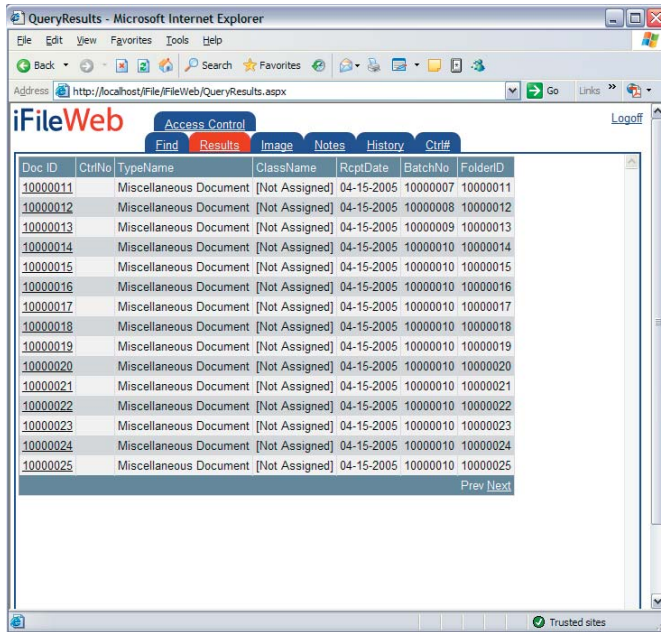 QueryResults - Microsoft Internet Explorer
File Edit View Favorites Tools Help
Back Search Favorites
Address http://localhost/iFile/iFileWeb/QueryResults.aspx Go Links »
iFileWeb Access Control Logoff
Find Results Image Notes History Ctrl#
Doc ID CtrlNo TypeName ClassName RcptDate BatchNo FolderID
10000011 Miscellaneous Document [Not Assigned] 04-15-2005 10000007 10000011
10000012 Miscellaneous Document [Not Assigned] 04-15-2005 10000008 10000012
10000013 Miscellaneous Document [Not Assigned] 04-15-2005 10000009 10000013
10000014 Miscellaneous Document [Not Assigned] 04-15-2005 10000010 10000014
10000015 Miscellaneous Document [Not Assigned] 04-15-2005 10000010 10000015
10000016 Miscellaneous Document [Not Assigned] 04-15-2005 10000010 10000016
10000017 Miscellaneous Document [Not Assigned] 04-15-2005 10000010 10000017
10000018 Miscellaneous Document [Not Assigned] 04-15-2005 10000010 10000018
10000019 Miscellaneous Document [Not Assigned] 04-15-2005 10000010 10000019
10000020 Miscellaneous Document [Not Assigned] 04-15-2005 10000010 10000020
10000021 Miscellaneous Document [Not Assigned] 04-15-2005 10000010 10000021
10000022 Miscellaneous Document [Not Assigned] 04-15-2005 10000010 10000022
10000023 Miscellaneous Document [Not Assigned] 04-15-2005 10000010 10000023
10000024 Miscellaneous Document [Not Assigned] 04-15-2005 10000010 10000024
10000025 Miscellaneous Document [Not Assigned] 04-15-2005 10000010 10000025
Prev Next
Trusted sites